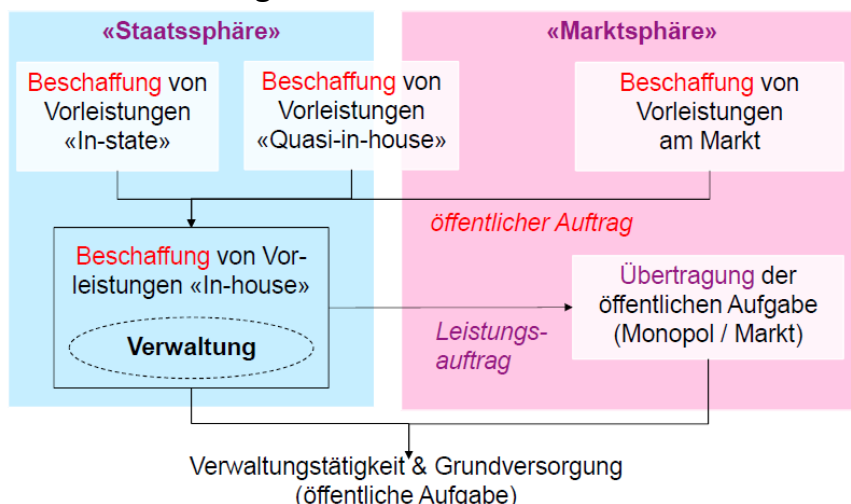 «Staatssphäre»
«Marktsphäre»
Beschaffung von
Vorleistungen
«In-state»
Beschaffung von
Vorleistungen
«Quasi-in-house»
Beschaffung von
Vorleistungen
am Markt
öffentlicher Auftrag
Beschaffung von Vor-
leistungen «In-house»
Verwaltung
Leistungs-
auftrag
Übertragung der
öffentlichen Aufgabe
(Monopol / Markt)
Verwaltungstätigkeit & Grundversorgung
(öffentliche Aufgabe)